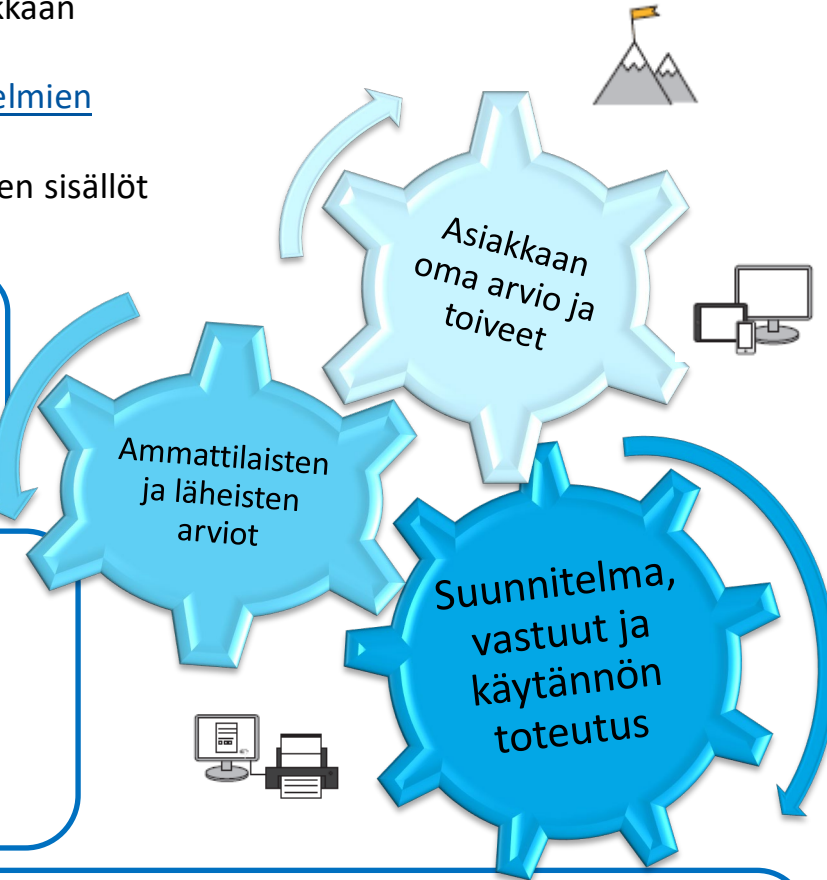 kkaan
elmien
en sisällöt
Asiakkaan
oma arvio ja
toiveet
Ammattilaisten
ja läheisten
arviot
Suunnitelma,
vastuut ja
käytännön
toteutus